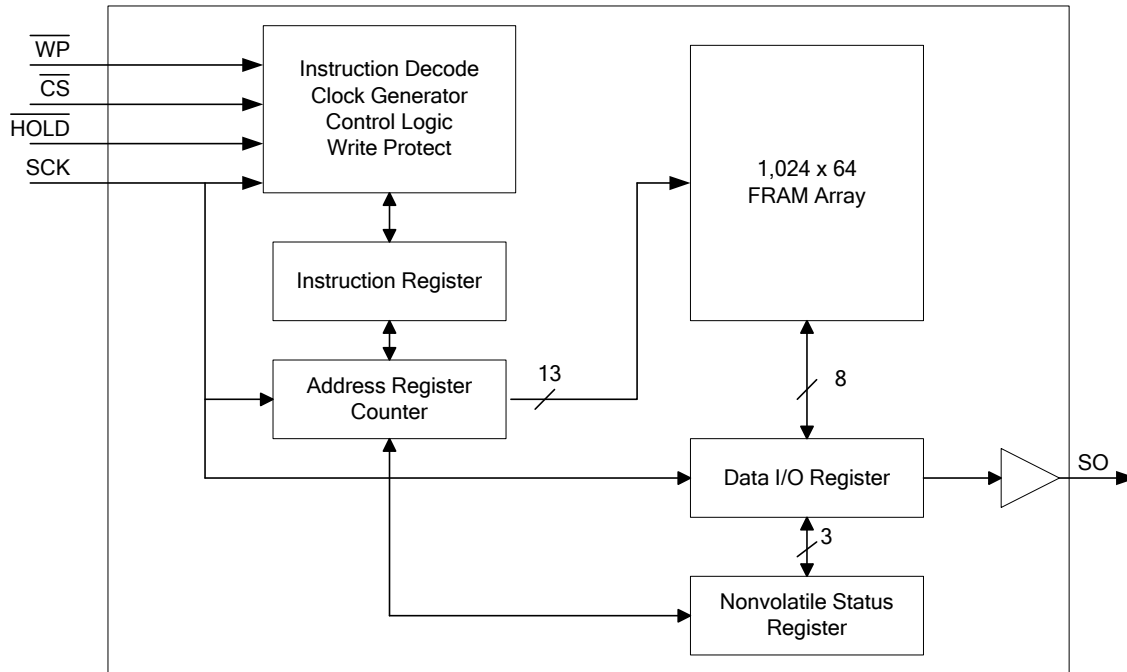 WP
CS
HOLD
SCK
Instruction Decode
Clock Generator
Control Logic
Write Protect
1,024 x 64
FRAM Array
Instruction Register
Address Register
Counter
13
8
Data I/O Register
SO
3
Nonvolatile Status
Register